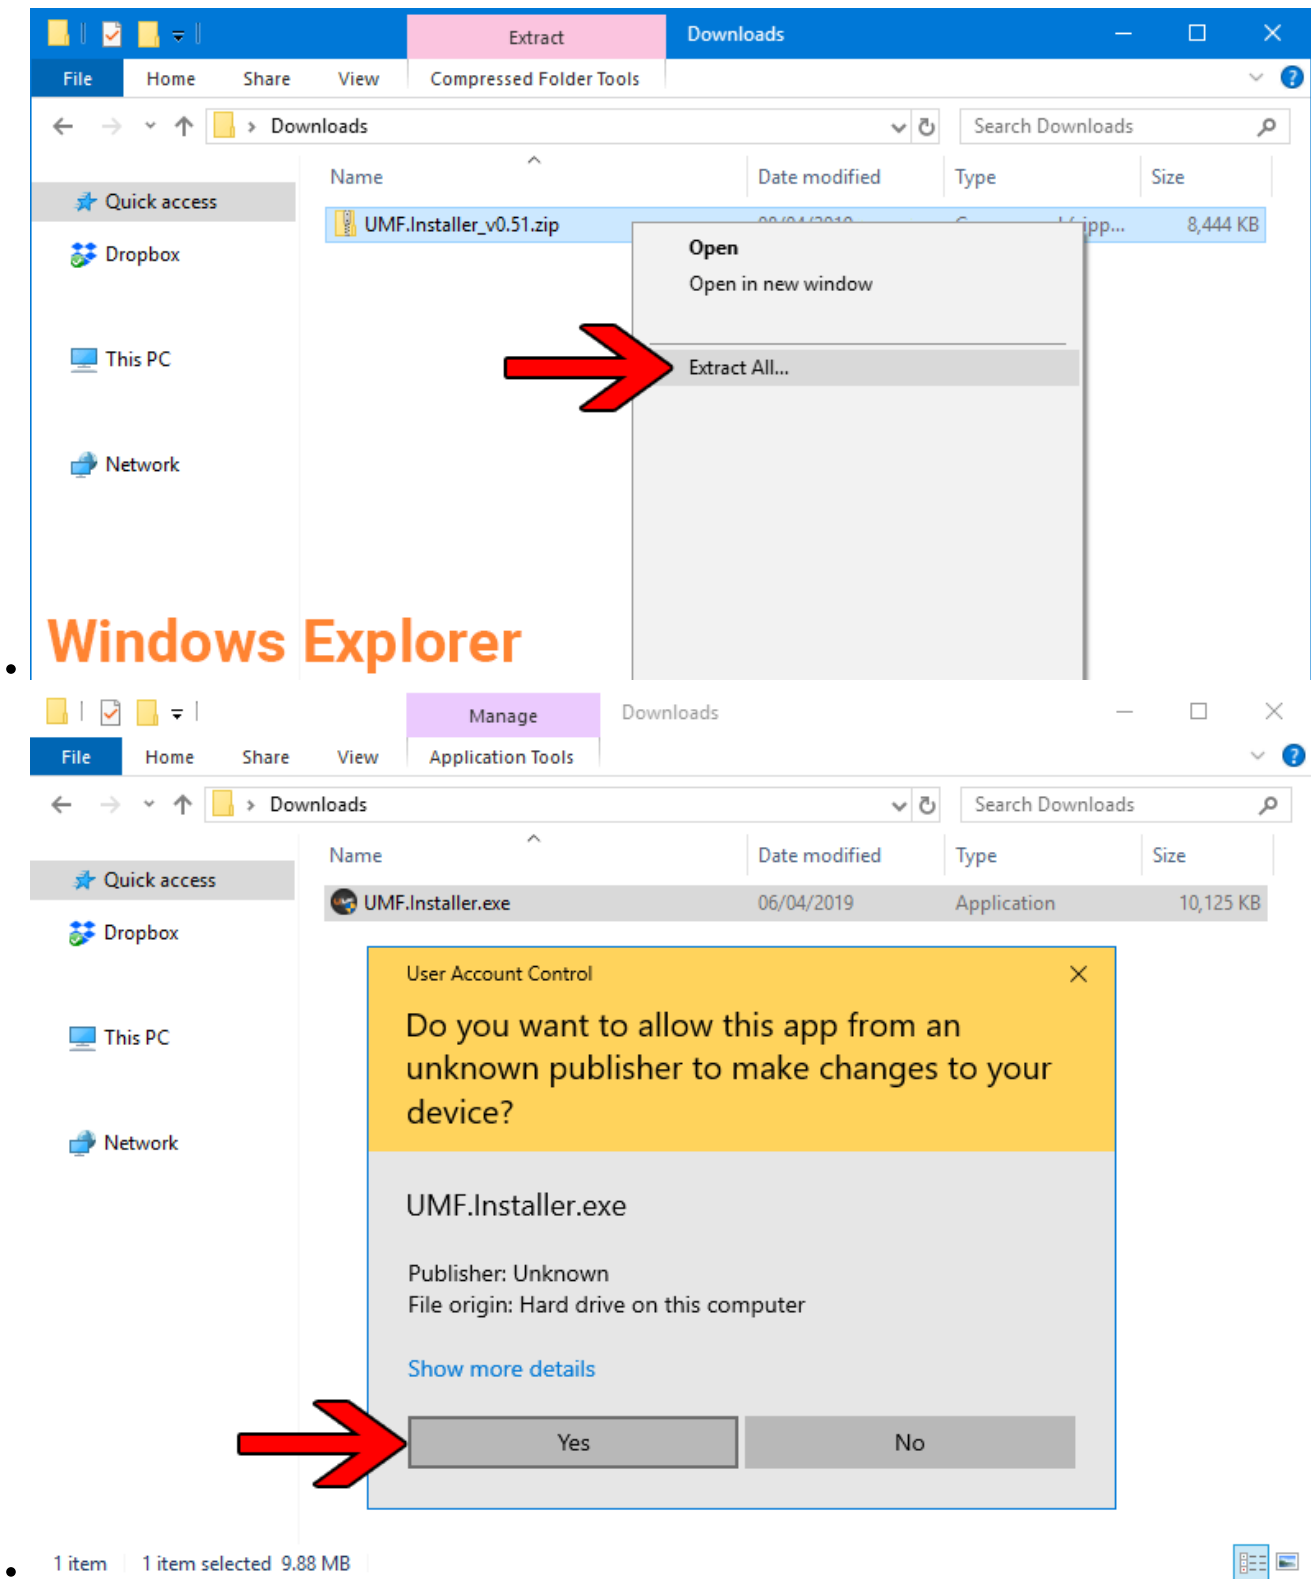 Extract
Downloads
File Home Share View Compressed Folder Tools
Downloads
Search Downloads
Name Date modified Type Size
Quick access
UMF.Installer_v0.51.zip 8,444 KB
Open
Dropbox
Open in new window
This PC
Extract All...
Network
Windows Explorer
Manage
Downloads
File Home Share View Application Tools
Downloads
Search Downloads
Name Date modified Type Size
Quick access
UMF.Installer.exe 06/04/2019 Application 10,125 KB
Dropbox
User Account Control
Do you want to allow this app from an
unknown publisher to make changes to your
device?
This PC
Network
UMF.Installer.exe
Publisher: Unknown
File origin: Hard drive on this computer
Show more details
Yes No
1 item 1 item selected 9.88 MB